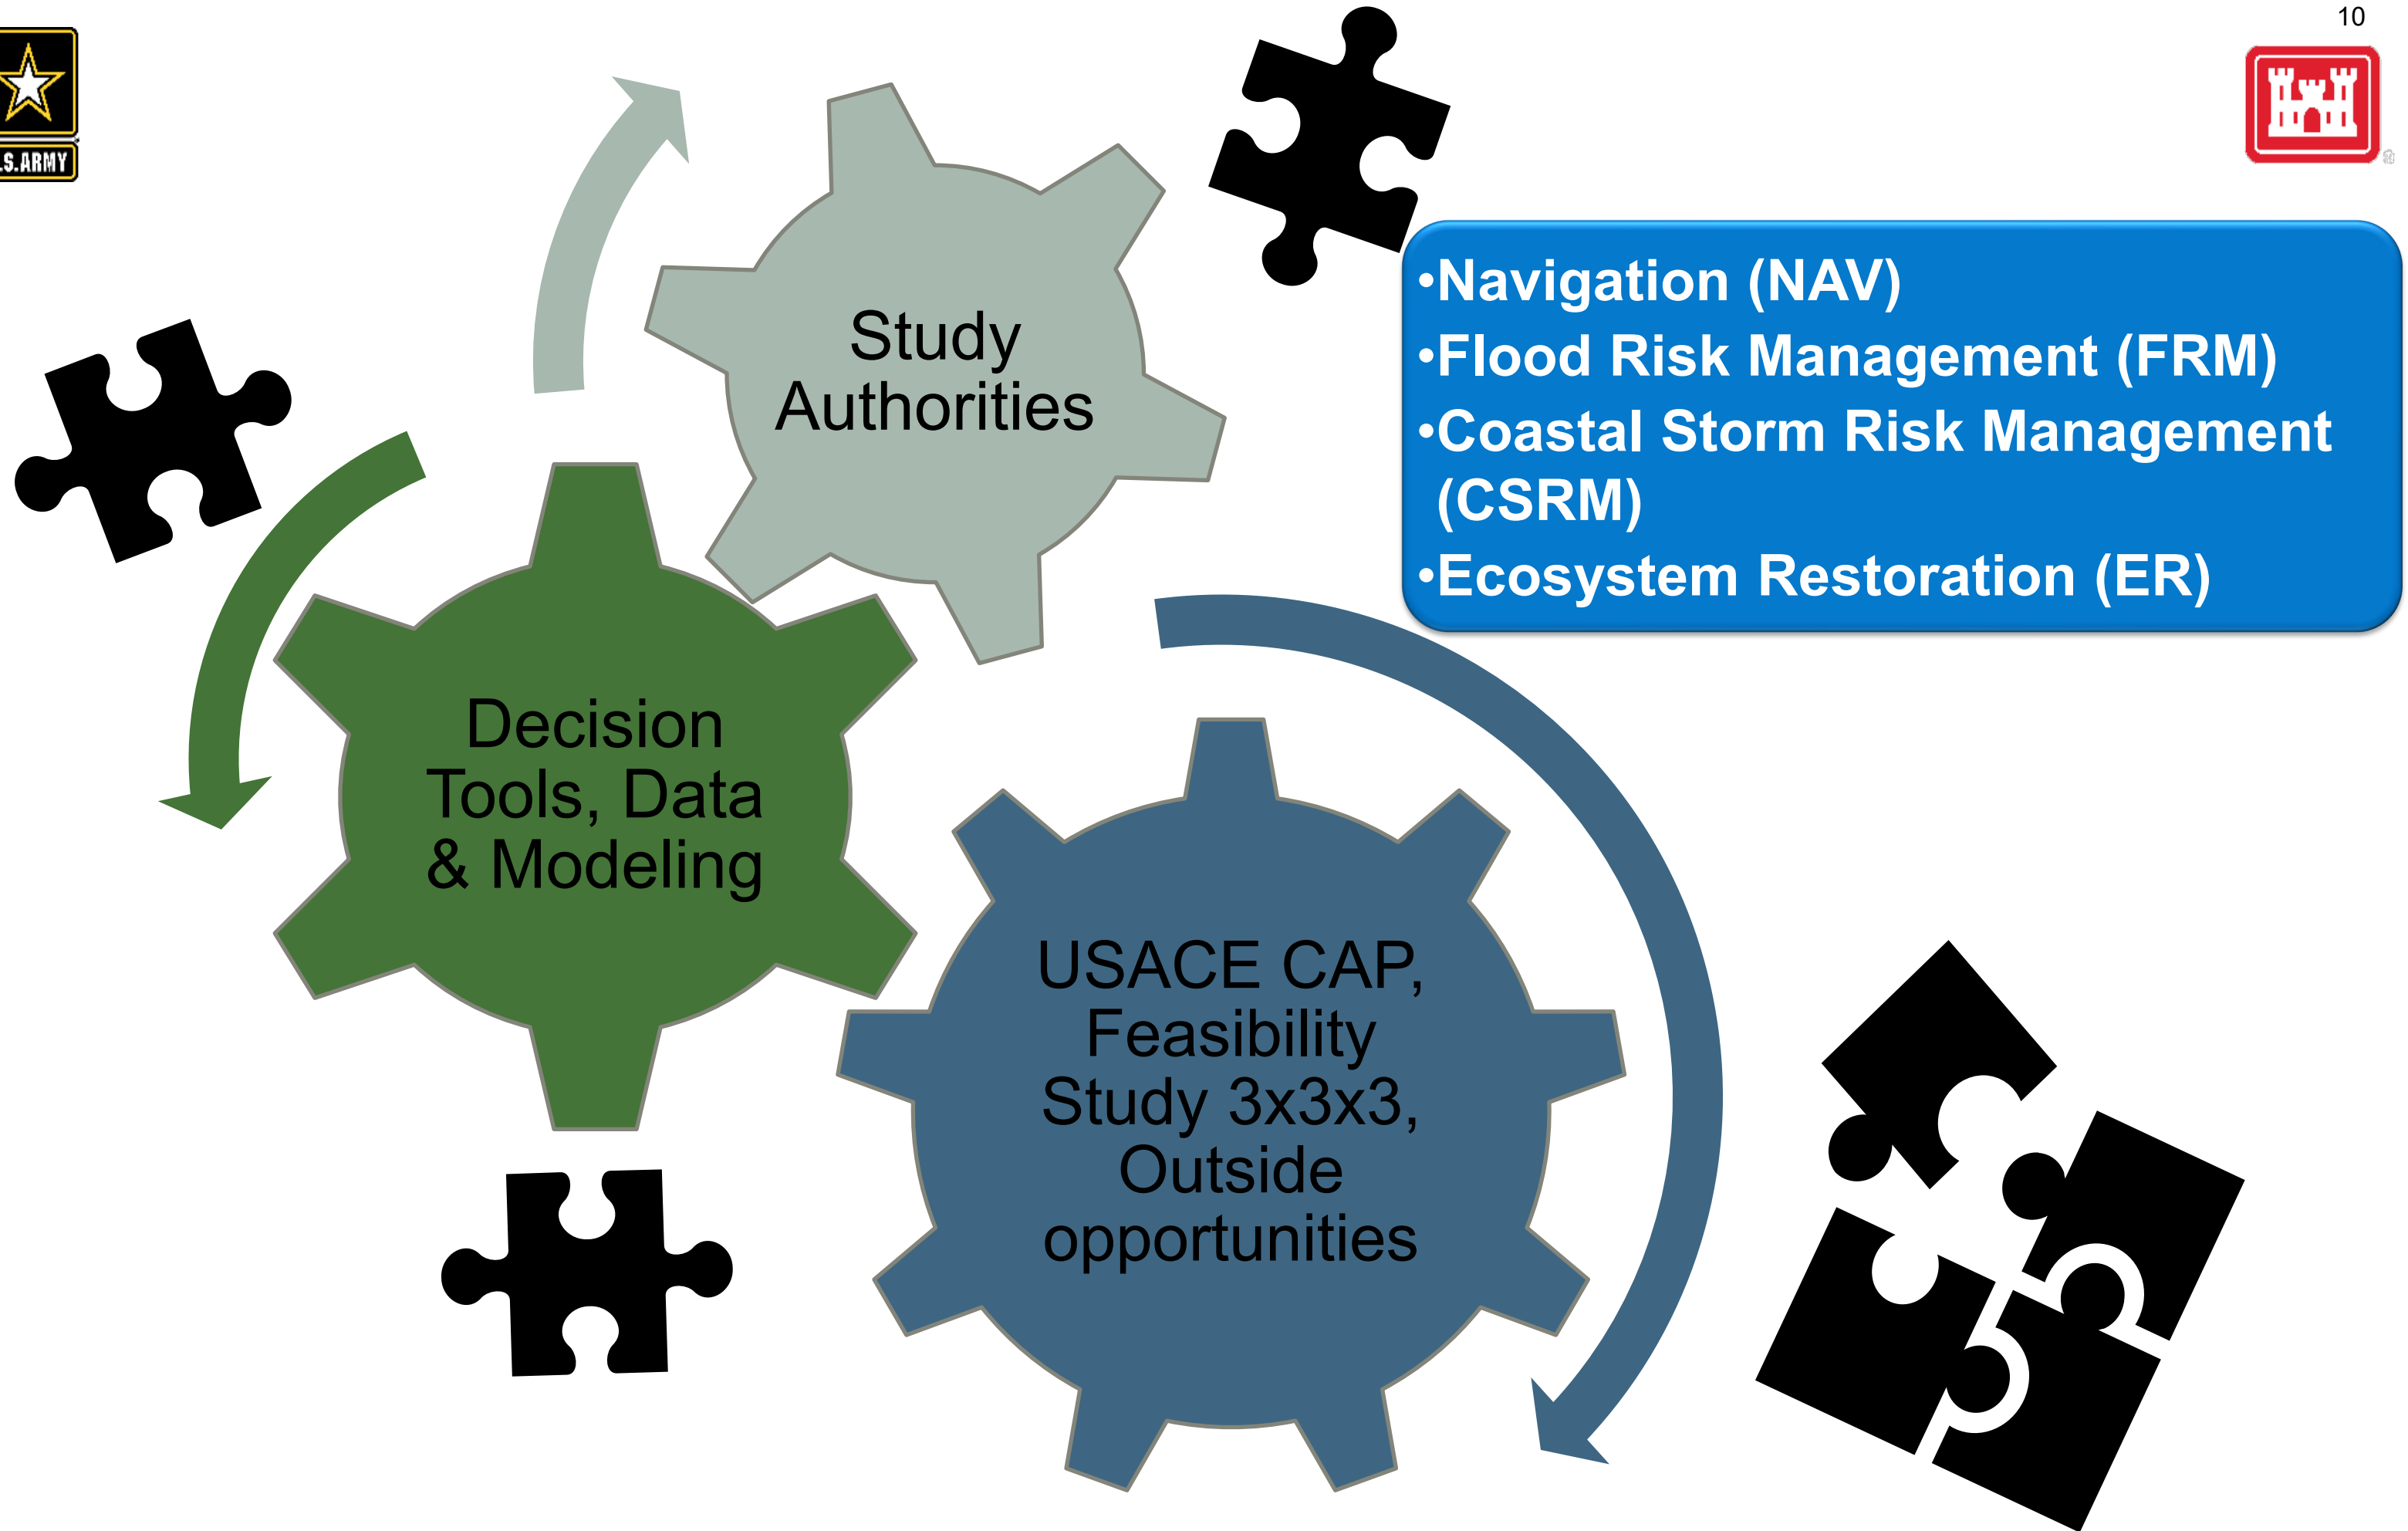 10
.S.ARMY
Study
Authorities
•Navigation (NAV)
•Flood Risk Management (FRM)
•Coastal Storm Risk Management
(CSRM)
•Ecosystem Restoration (ER)
Decision
Tools, Data
& Modeling
USACE CAP,
Feasibility
Study 3x3x3,
Outside
opportunities